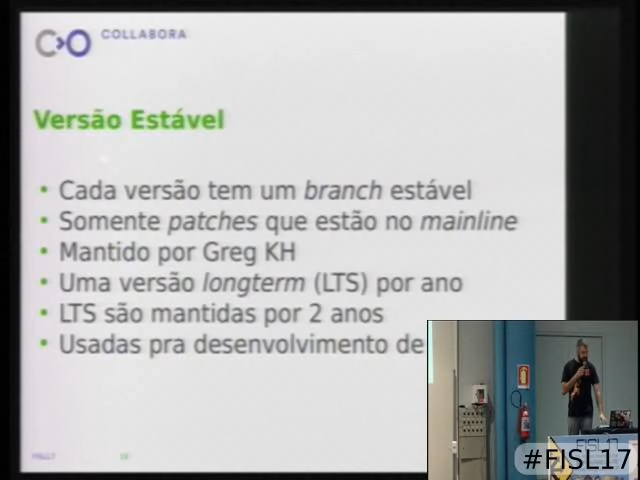 COLLABORA
Versão Estável
• Cada versão tem um branch estável
• Somente patches que estão no mainline
• Mantido por Greg KH
• Uma versão longterm (LTS) por ano
• LTS são mantidas por 2 anos
• Usadas pra desenvolvimento de
FISL17
#FISL17